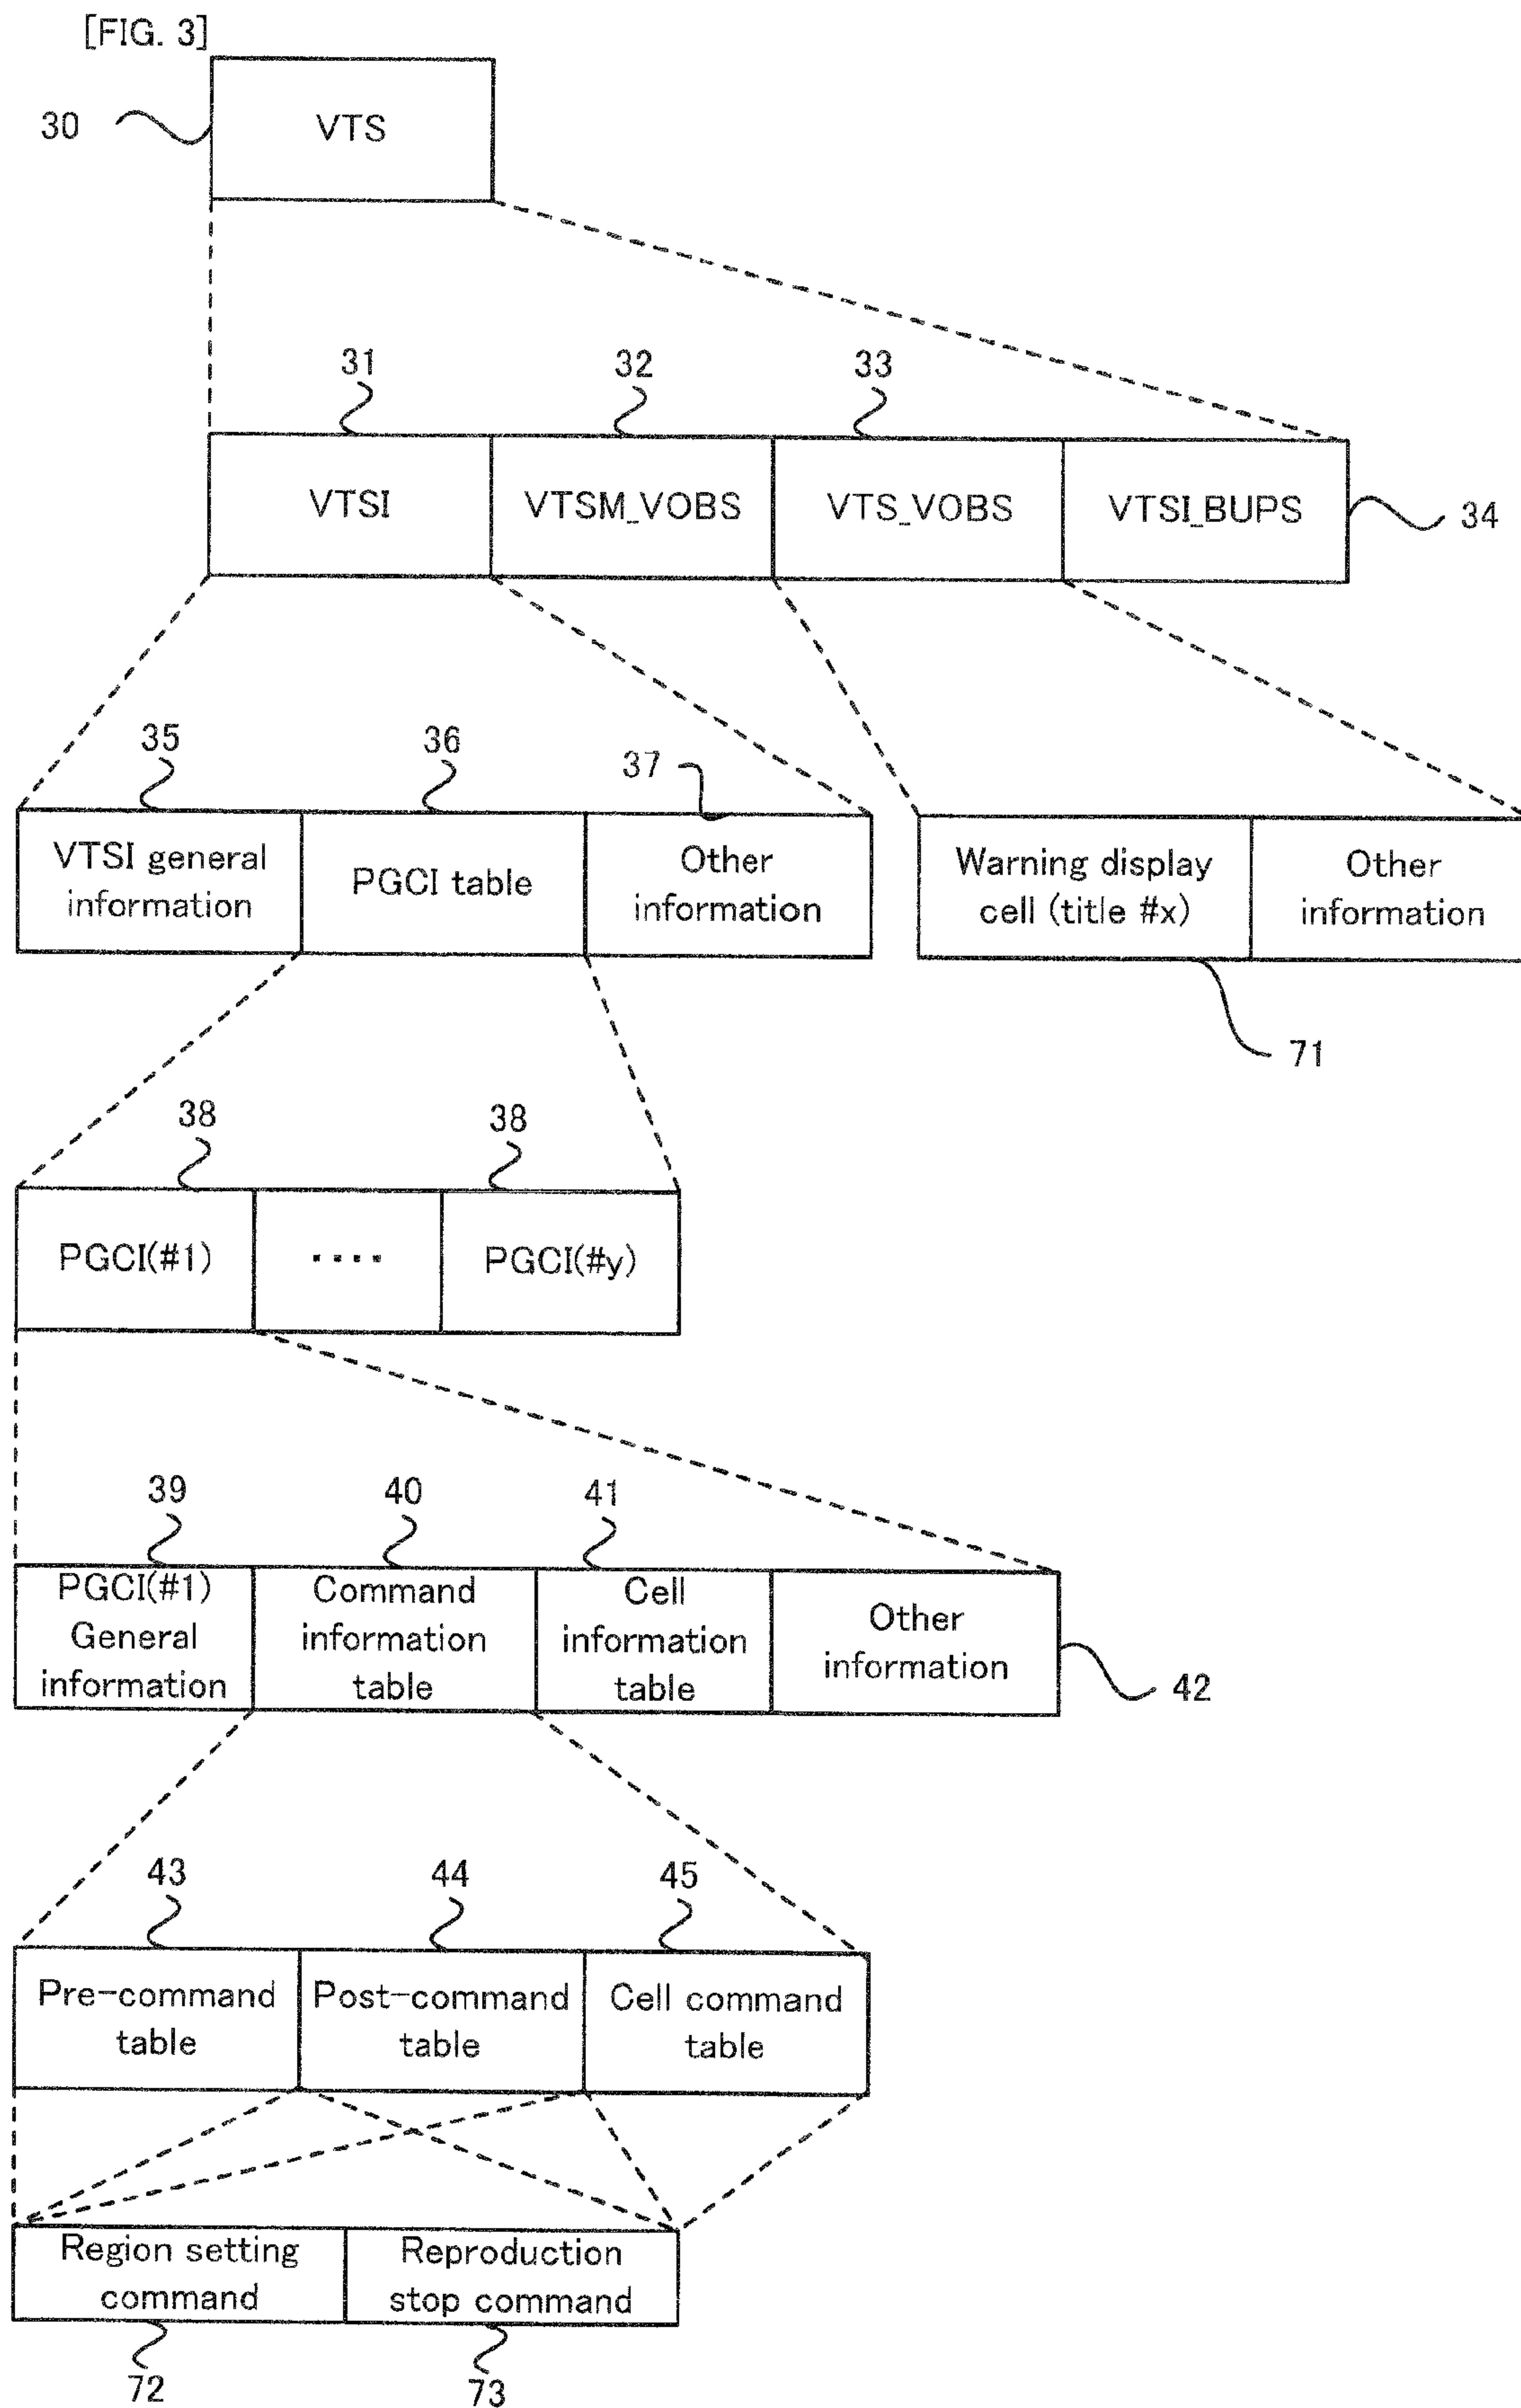 [FIG. 3]
30
VTS
31
32
33
VTSI
VTSM_VOBS
VTS_VOBS
VTSI_BUPS
34
35
36
37
VTSI general
information
PGCI table
Other
information
Warning display
cell (title #x)
Other
information
71
38
38
PGCI(#1)
····
PGCI(#y)
39
40
41
PGCI(#1)
General
information
Command
information
table
Cell
information
table
Other
information
42
43
44
45
Pre-command
table
Post-command
table
Cell command
table
Region setting
command
Reproduction
stop command
72
73